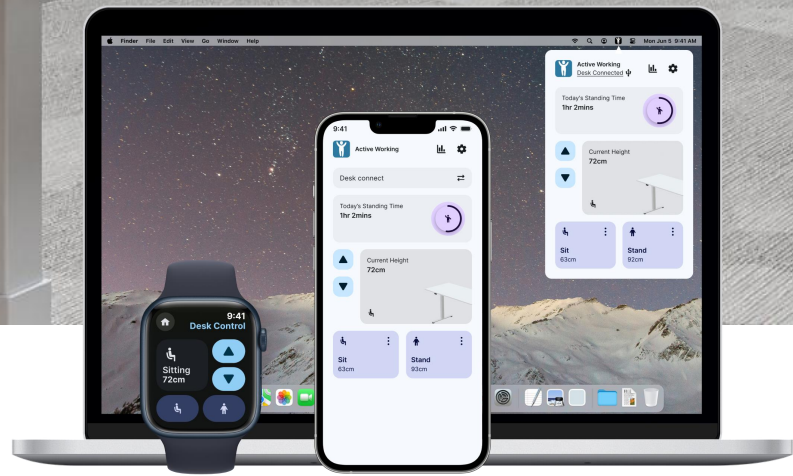 Finder File Edit View Go Window Help
Mon Jun 5 9:41 AM
Active Working
Desk Connected
Today's Standing Time
1hr 2mins
Current Height
72cm
Sit
63cm
Stand
92cm
9:41
Active Working
Desk connect
Today's Standing Time
1hr 2mins
Current Height
72cm
Sit
63cm
Stand
93cm
9:41
Desk Control
Sitting
72cm